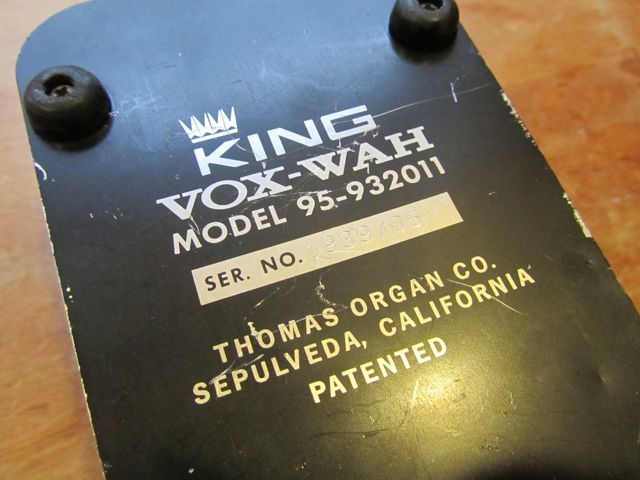 KING
VOX-WAH
MODEL 95-932011
SER. NO.
THOMAS ORGAN CO.
SEPULVEDA, CALIFORNIA
PATENTED